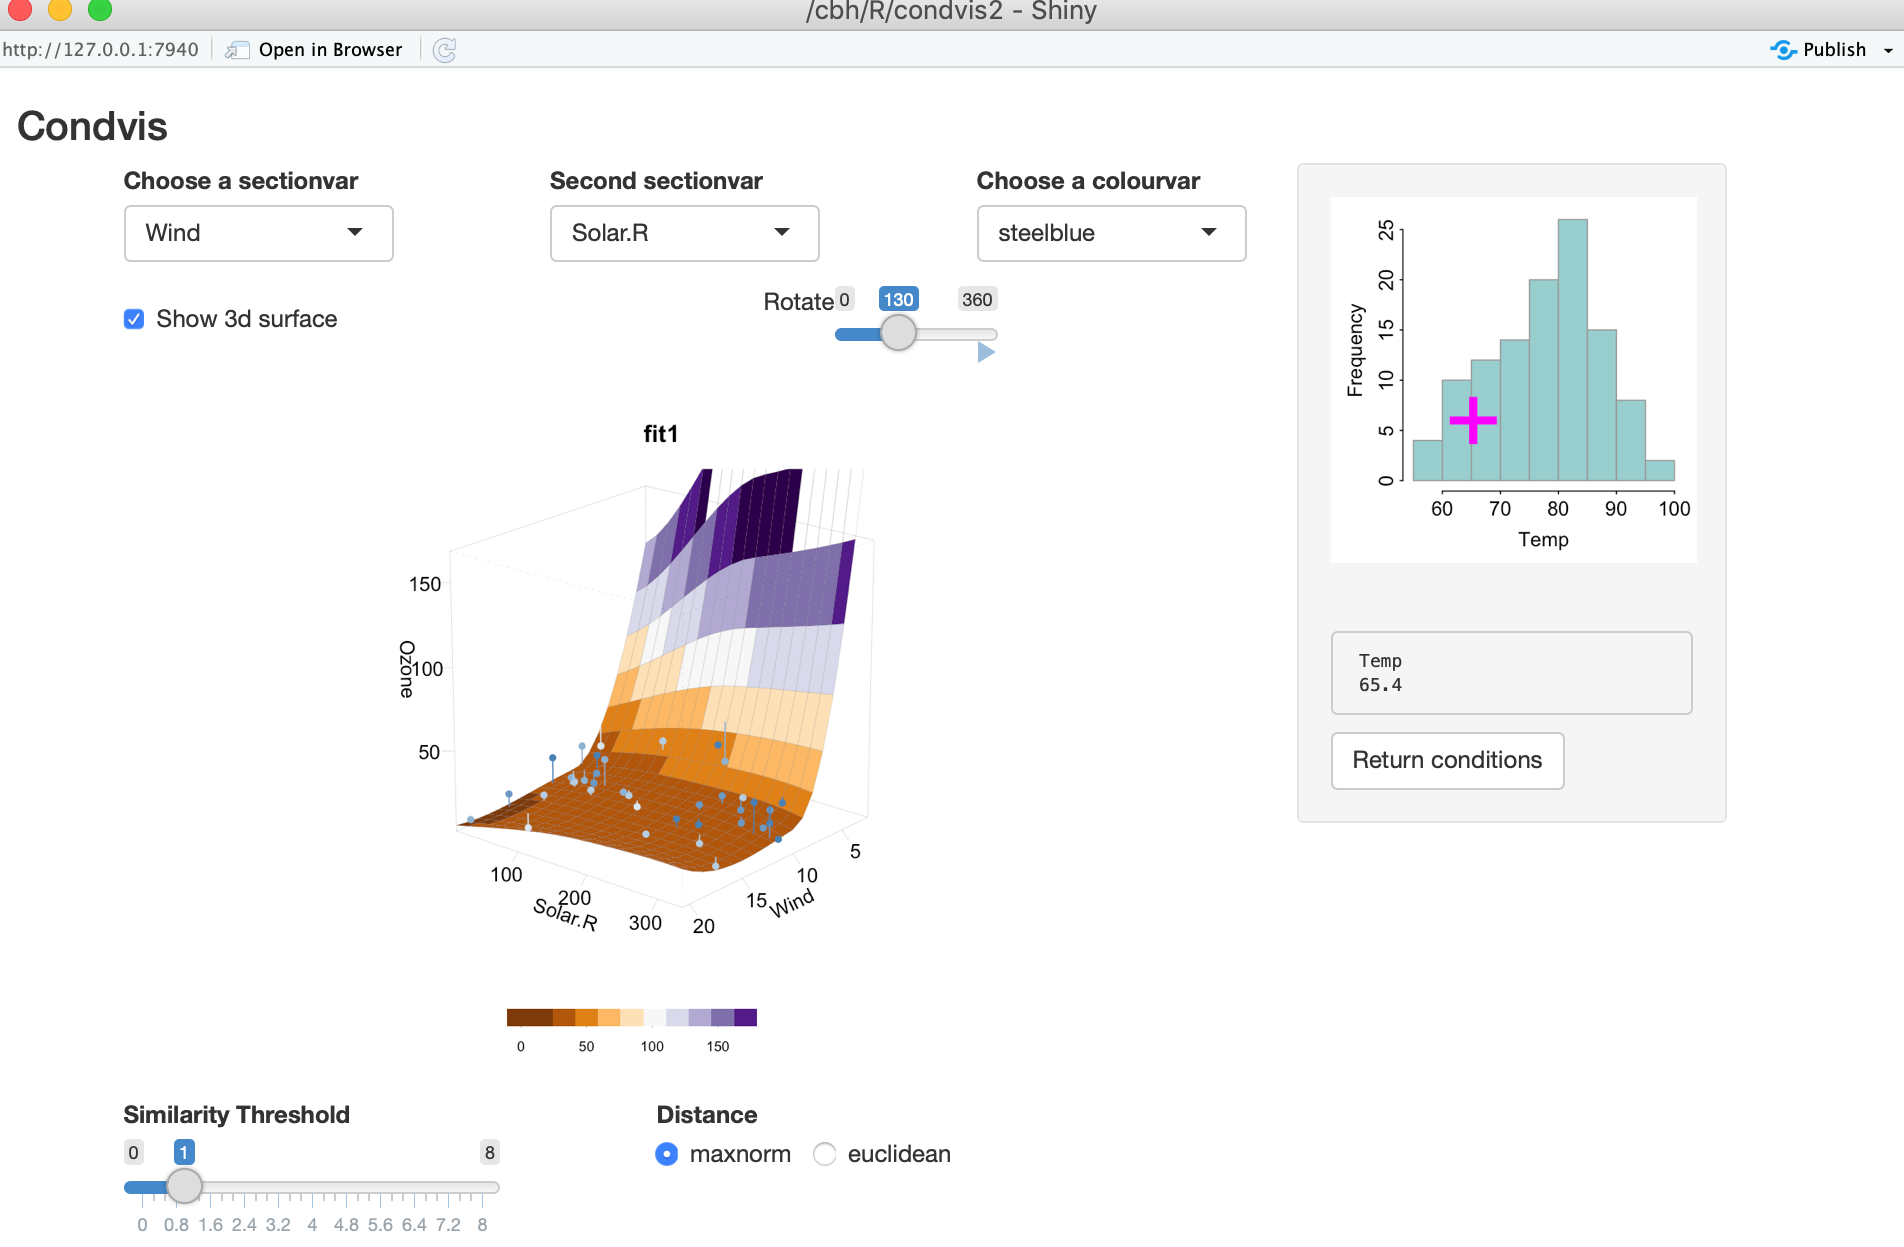 /cbh/R/condvis2 - Shiny
http://127.0.0.1:7940 Open in Browser Publish
Condvis
Choose a sectionvar Second sectionvar Choose a colourvar
Wind Solar.R steelblue
Show 3d surface
Rotate 0 130 360
fit1
150
100
50
Ozone
100
200
300
Solar.R
20
15
10
5
Wind
0 50 100 150
Similarity Threshold
0 1 8
0 0.8 1.6 2.4 3.2 4 4.8 5.6 6.4 7.2 8
Distance
maxnorm euclidean
Frequency
25
20
15
10
5
0
60 70 80 90 100
Temp
Temp
65.4
Return conditions